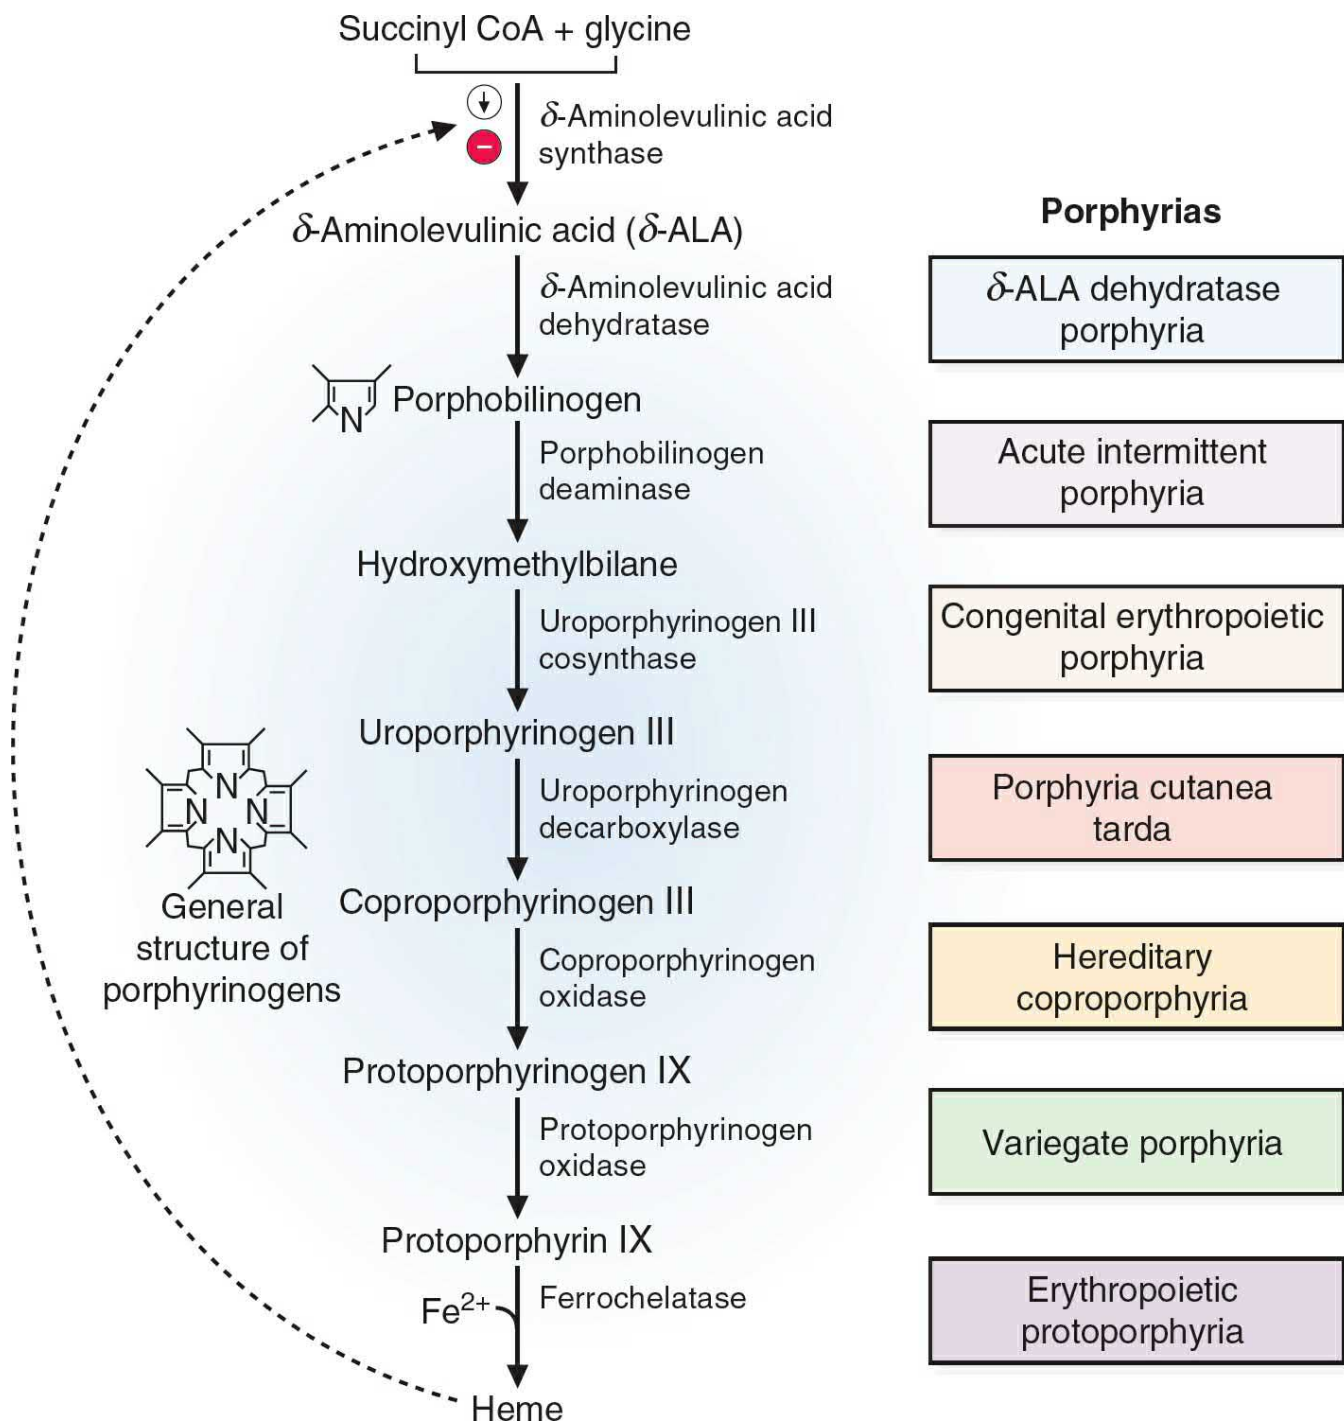 Succinyl CoA + glycine
δ-Aminolevulinic acid
synthase
−
δ-Aminolevulinic acid (δ-ALA)
Porphyrias
δ-Aminolevulinic acid
dehydratase
δ-ALA dehydratase
porphyria
N
Porphobilinogen
Porphobilinogen
deaminase
Acute intermittent
porphyria
Hydroxymethylbilane
Uroporphyrinogen III
cosynthase
Congenital erythropoietic
porphyria
Uroporphyrinogen III
N
N N
N
Uroporphyrinogen
decarboxylase
Porphyria cutanea
tarda
General
structure of
porphyrinogens
Coproporphyrinogen III
Coproporphyrinogen
oxidase
Hereditary
coproporphyria
Protoporphyrinogen IX
Protoporphyrinogen
oxidase
Variegate porphyria
Protoporphyrin IX
Fe²⁺
Ferrochelatase
Erythropoietic
protoporphyria
Heme